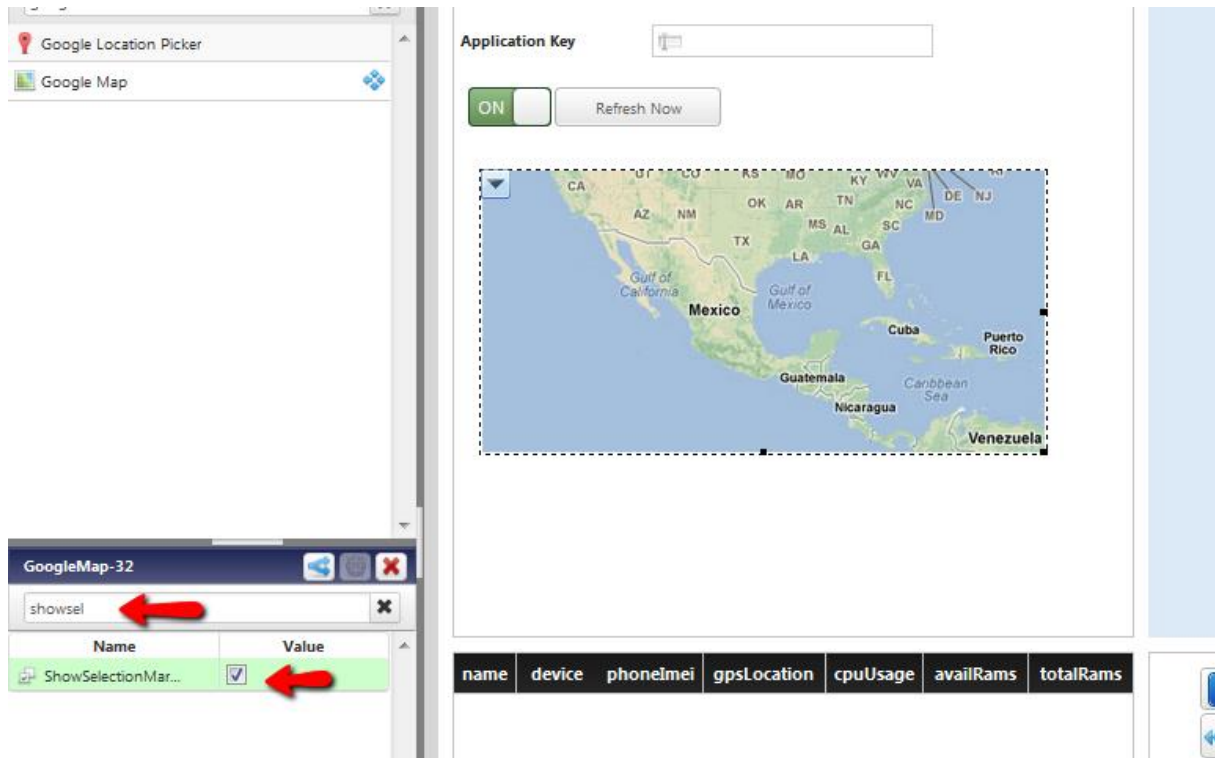 Google Location Picker
Google Map
Application Key
ON
Refresh Now
CA
UT
CO
KS
MO
KY
WV
VA
DE
NJ
AZ
NM
OK
AR
TN
NC
MD
MS
AL
SC
TX
GA
LA
FL
Gulf of
California
Gulf of
Mexico
Mexico
Cuba
Puerto
Rico
Guatemala
Caribbean
Sea
Nicaragua
Venezuela
GoogleMap-32
showsel
Name Value
ShowSelectionMar...
name device phoneImei gpsLocation cpuUsage availRams totalRams